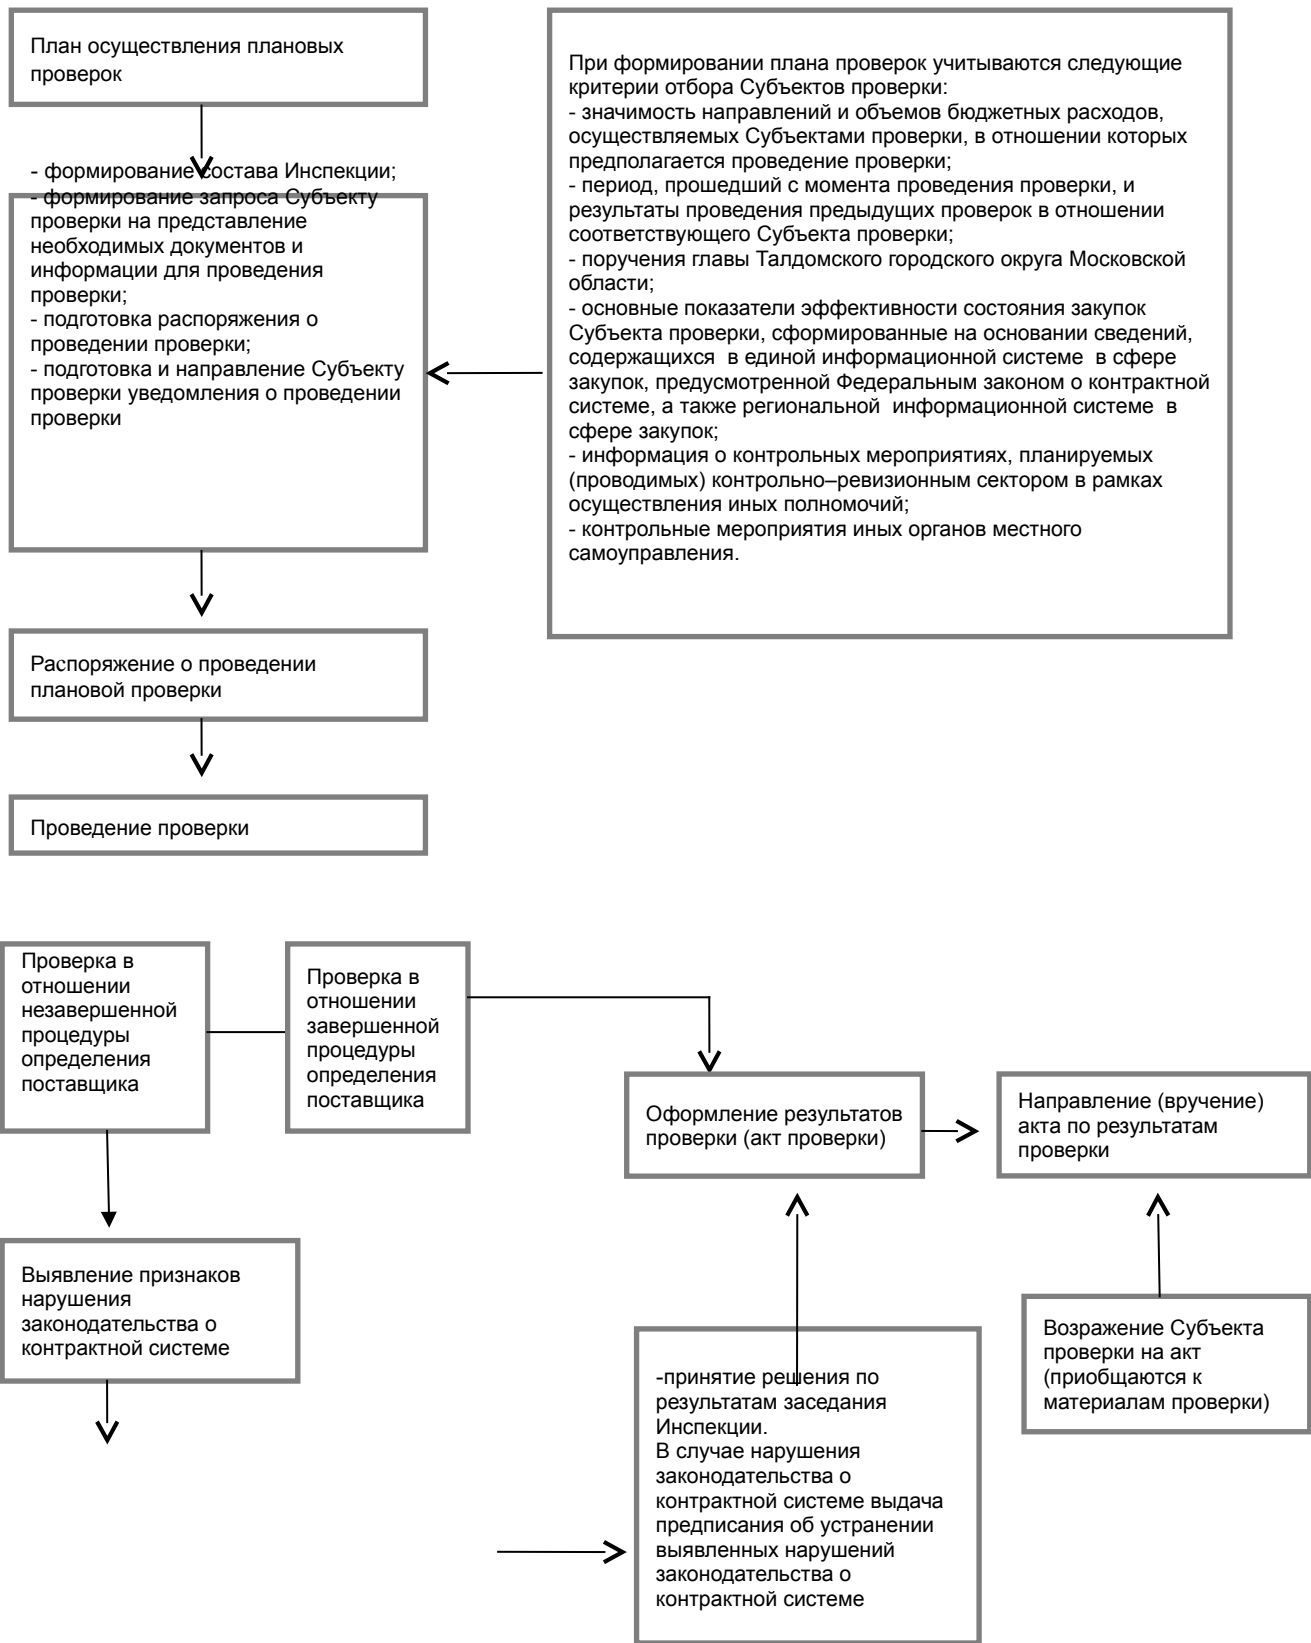 План осуществления плановых
проверок
- формирование состава Инспекции;
- формирование запроса Субъекту
проверки на представление
необходимых документов и
информации для проведения
проверки;
- подготовка распоряжения о
проведении проверки;
- подготовка и направление Субъекту
проверки уведомления о проведении
проверки
При формировании плана проверок учитываются следующие
критерии отбора Субъектов проверки:
- значимость направлений и объемов бюджетных расходов,
осуществляемых Субъектами проверки, в отношении которых
предполагается проведение проверки;
- период, прошедший с момента проведения проверки, и
результаты проведения предыдущих проверок в отношении
соответствующего Субъекта проверки;
- поручения главы Талдомского городского округа Московской
области;
- основные показатели эффективности состояния закупок
Субъекта проверки, сформированные на основании сведений,
содержащихся в единой информационной системе в сфере
закупок, предусмотренной Федеральным законом о контрактной
системе, а также региональной информационной системе в
сфере закупок;
- информация о контрольных мероприятиях, планируемых
(проводимых) контрольно–ревизионным сектором в рамках
осуществления иных полномочий;
- контрольные мероприятия иных органов местного
самоуправления.
Распоряжение о проведении
плановой проверки
Проведение проверки
Проверка в
отношении
незавершенной
процедуры
определения
поставщика
Проверка в
отношении
завершенной
процедуры
определения
поставщика
Оформление результатов
проверки (акт проверки)
Направление (вручение)
акта по результатам
проверки
Выявление признаков
нарушения
законодательства о
контрактной системе
-принятие решения по
результатам заседания
Инспекции.
В случае нарушения
законодательства о
контрактной системе выдача
предписания об устранении
выявленных нарушений
законодательства о
контрактной системе
Возражение Субъекта
проверки на акт
(приобщаются к
материалам проверки)